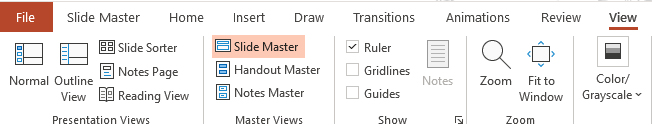 File Slide Master Home Insert Draw Transitions Animations Review View
Normal
Outline
View
Slide Sorter
Notes Page
Reading View
Presentation Views
Slide Master
Handout Master
Notes Master
Master Views
Ruler
Gridlines
Guides
Show
Notes
Zoom
Fit to
Window
Zoom
Color/
Grayscale